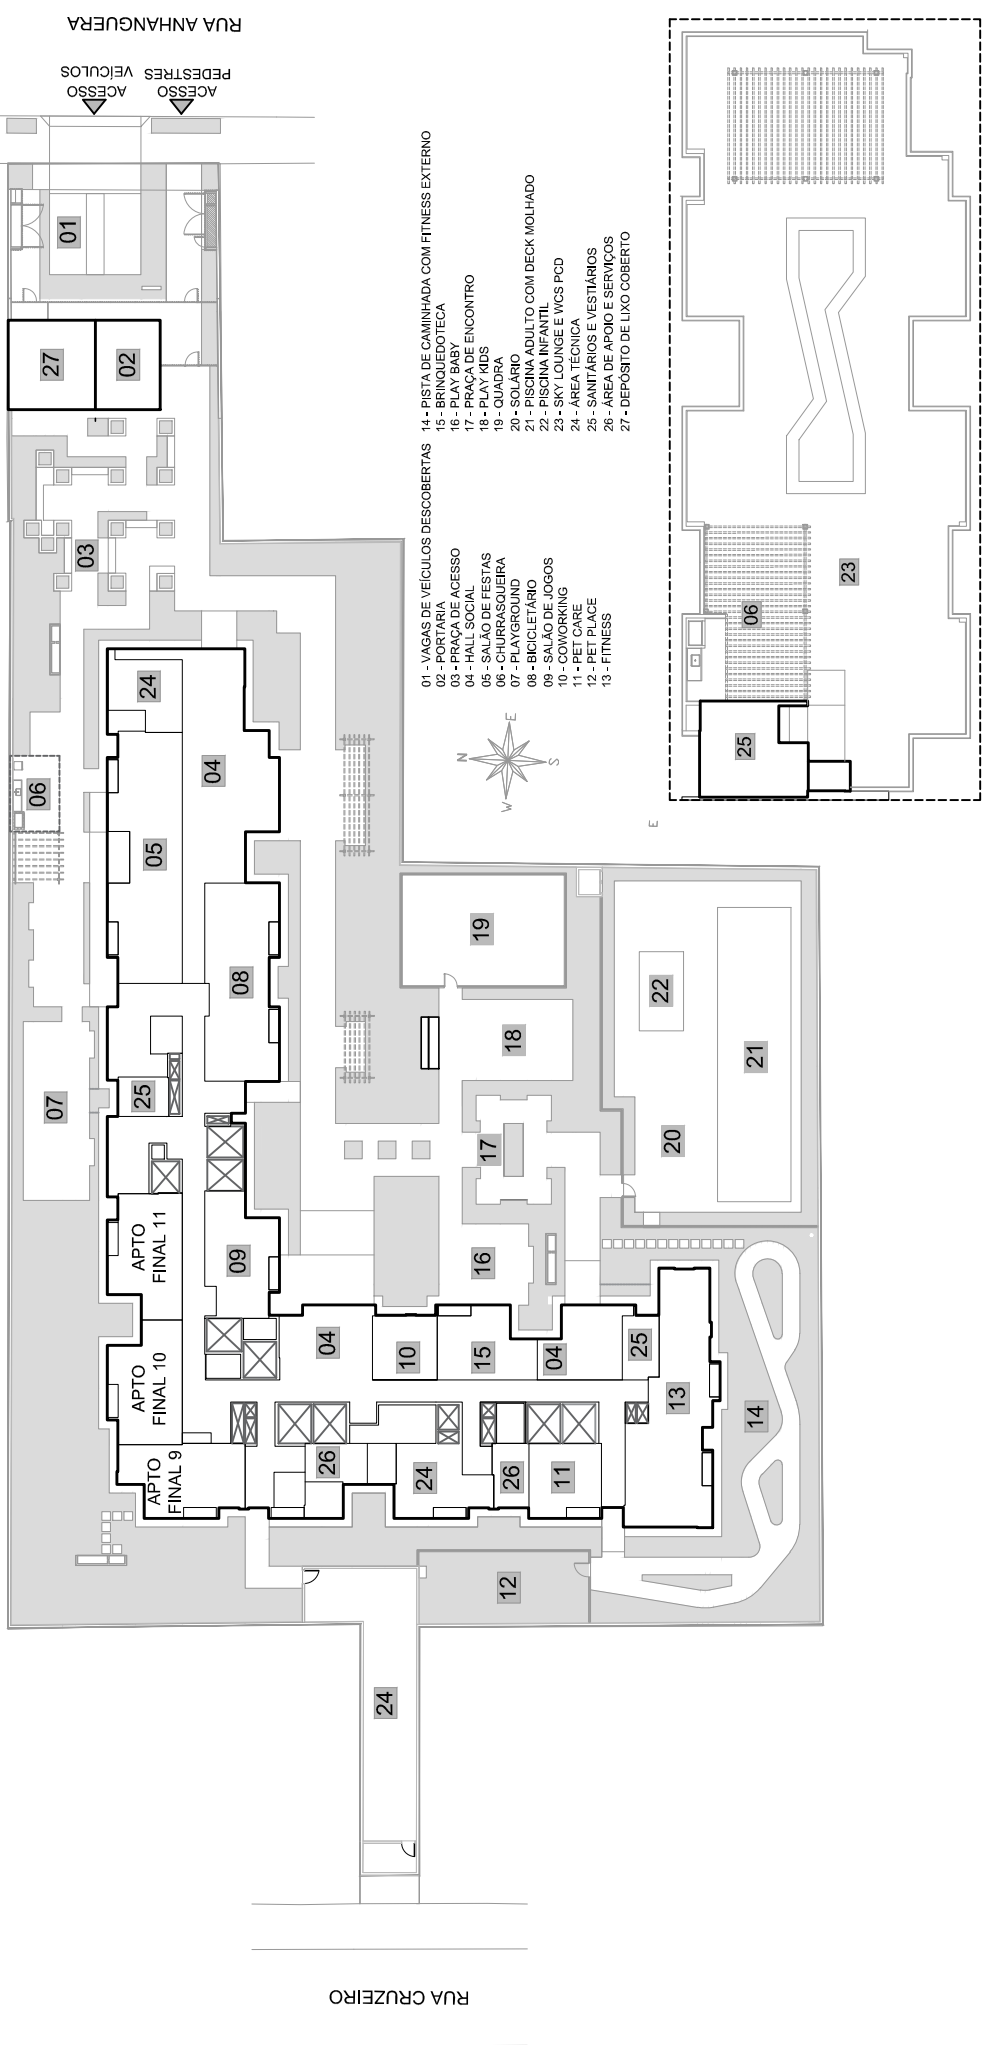 RUA ANHANGUERA
ACESSO
VEÍCULOS
ACESSO
PEDESTRES
01 - VAGAS DE VEÍCULOS DESCOBERTAS
02 - PORTARIA
03 - PRAÇA DE ACESSO
04 - HALL SOCIAL
05 - SALÃO DE FESTAS
06 - CHURRASQUEIRA
07 - PLAYGROUND
08 - BICICLETÁRIO
09 - SALÃO DE JOGOS
10 - COWORKING
11 - PET CARE
12 - PET PLACE
13 - FITNESS
14 - PISTA DE CAMINHADA COM FITNESS EXTERNO
15 - BRINQUEDOTECA
16 - PLAY BABY
17 - PRAÇA DE ENCONTRO
18 - PLAY KIDS
19 - QUADRA
20 - SOLÁRIO
21 - PISCINA ADULTO COM DECK MOLHADO
22 - PISCINA INFANTIL
23 - SKY LOUNGE E WCS PCD
24 - ÁREA TÉCNICA
25 - SANITÁRIOS E VESTIÁRIOS
26 - ÁREA DE APOIO E SERVIÇOS
27 - DEPÓSITO DE LIXO COBERTO
01
27
02
03
24
04
06
05
08
07
25
APTO
FINAL 11
09
APTO
FINAL 10
APTO
FINAL 9
04
10
15
04
25
13
26
24
26
11
12
24
19
18
17
16
22
21
20
14
06
23
25
N
E
S
W
E
RUA CRUZEIRO